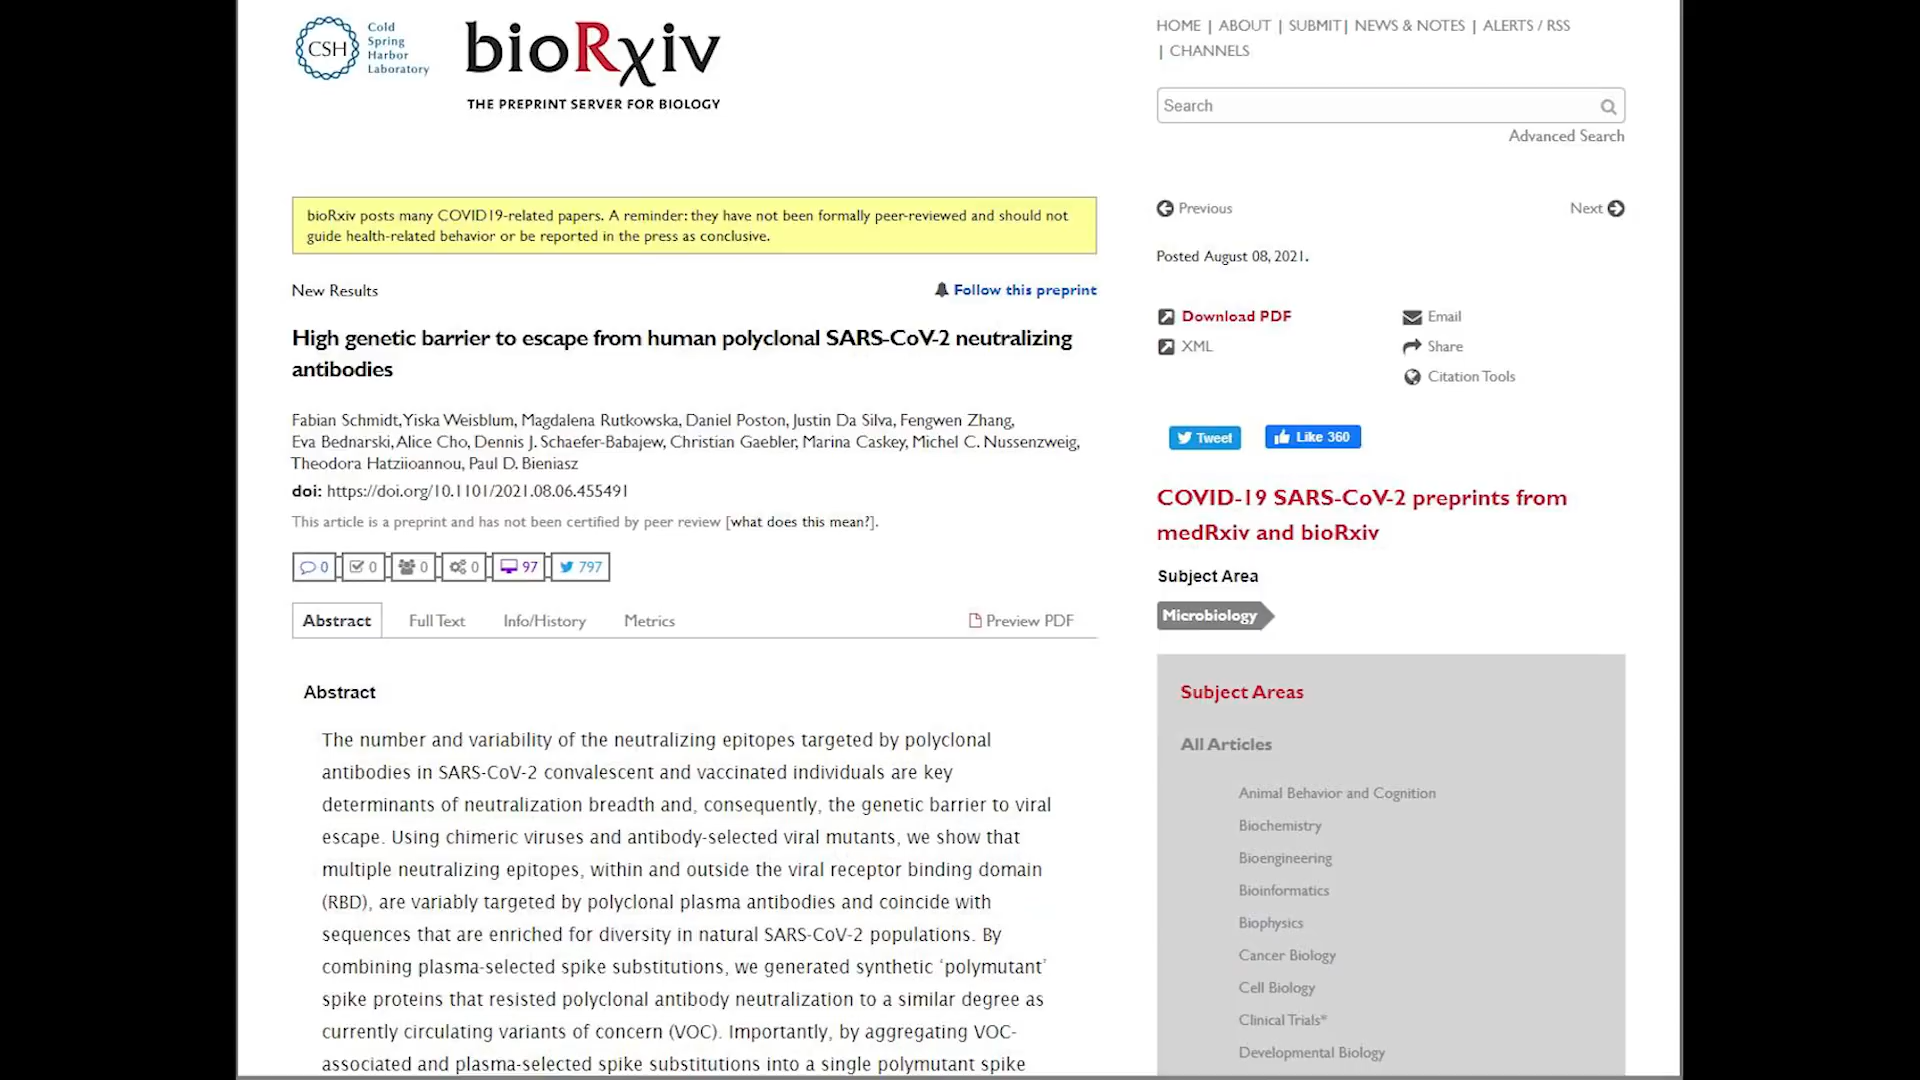 CSH
Cold
Spring
Harbor
Laboratory
bioRxiv
THE PREPRINT SERVER FOR BIOLOGY
HOME | ABOUT | SUBMIT| NEWS & NOTES | ALERTS / RSS
| CHANNELS
Search
Advanced Search
bioRxiv posts many COVID19-related papers. A reminder: they have not been formally peer-reviewed and should not
guide health-related behavior or be reported in the press as conclusive.
New Results
Follow this preprint
High genetic barrier to escape from human polyclonal SARS-CoV-2 neutralizing
antibodies
Fabian Schmidt, Yiska Weisblum, Magdalena Rutkowska, Daniel Poston, Justin Da Silva, Fengwen Zhang,
Eva Bednarski, Alice Cho, Dennis J. Schaefer-Babajew, Christian Gaebler, Marina Caskey, Michel C. Nussenzweig,
Theodora Hatziioannou, Paul D. Bieniasz
doi: https://doi.org/10.1101/2021.08.06.455491
This article is a preprint and has not been certified by peer review [what does this mean?].
0 0 0 0 97 797
Abstract Full Text Info/History Metrics Preview PDF
Abstract
The number and variability of the neutralizing epitopes targeted by polyclonal
antibodies in SARS-CoV-2 convalescent and vaccinated individuals are key
determinants of neutralization breadth and, consequently, the genetic barrier to viral
escape. Using chimeric viruses and antibody-selected viral mutants, we show that
multiple neutralizing epitopes, within and outside the viral receptor binding domain
(RBD), are variably targeted by polyclonal plasma antibodies and coincide with
sequences that are enriched for diversity in natural SARS-CoV-2 populations. By
combining plasma-selected spike substitutions, we generated synthetic ‘polymutant’
spike proteins that resisted polyclonal antibody neutralization to a similar degree as
currently circulating variants of concern (VOC). Importantly, by aggregating VOC-
associated and plasma-selected spike substitutions into a single polymutant spike
Previous Next
Posted August 08, 2021.
Download PDF
XML
Email
Share
Citation Tools
Tweet Like 360
COVID-19 SARS-CoV-2 preprints from
medRxiv and bioRxiv
Subject Area
Microbiology
Subject Areas
All Articles
Animal Behavior and Cognition
Biochemistry
Bioengineering
Bioinformatics
Biophysics
Cancer Biology
Cell Biology
Clinical Trials*
Developmental Biology